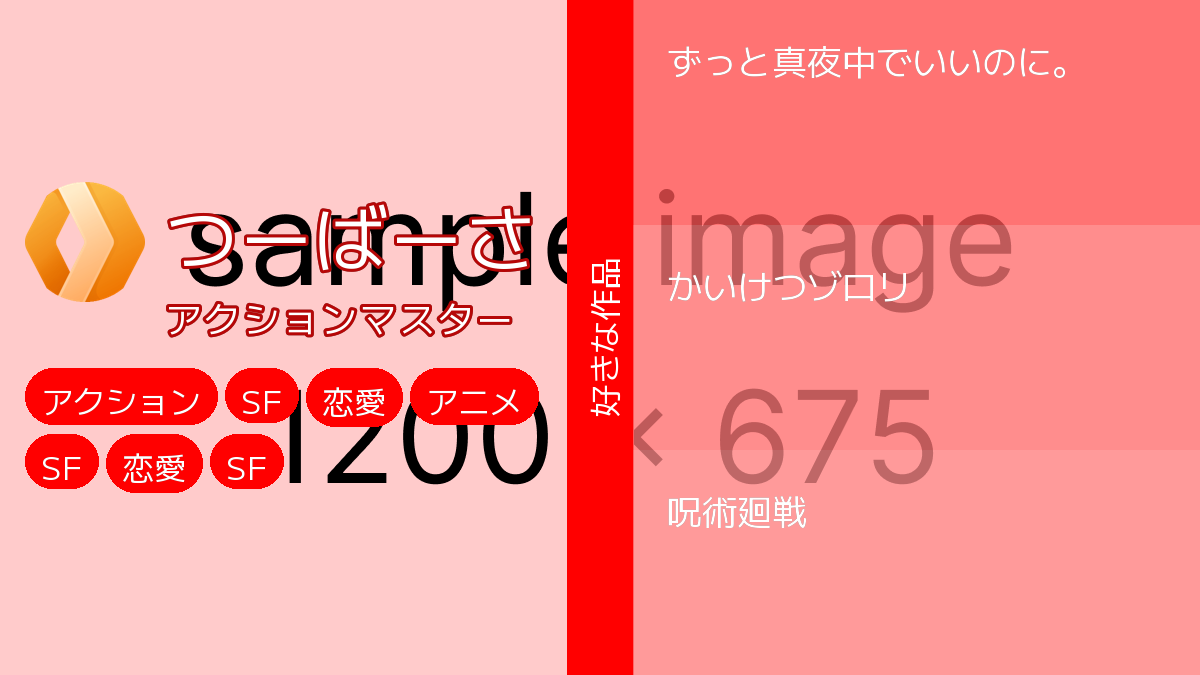 sample image
つーばーさ
アクションマスター
アクション SF 恋愛 アニメ
SF 恋愛 SF
1200 × 675
好きな作品
ずっと真夜中でいいのに。
かいけつゾロリ
呪術廻戦